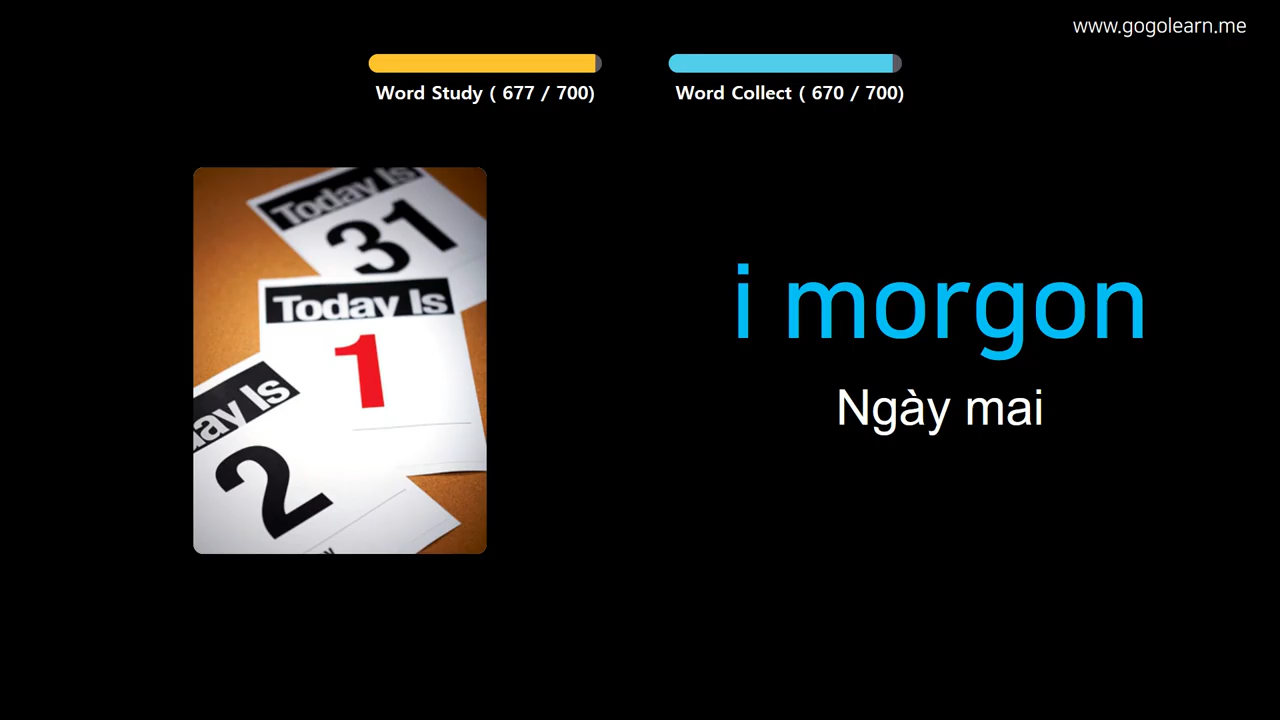 www.gogolearn.me
Word Study ( 677 / 700)
Word Collect ( 670 / 700)
Today Is
31
Today Is
1
ay Is
2
i morgon
Ngày mai